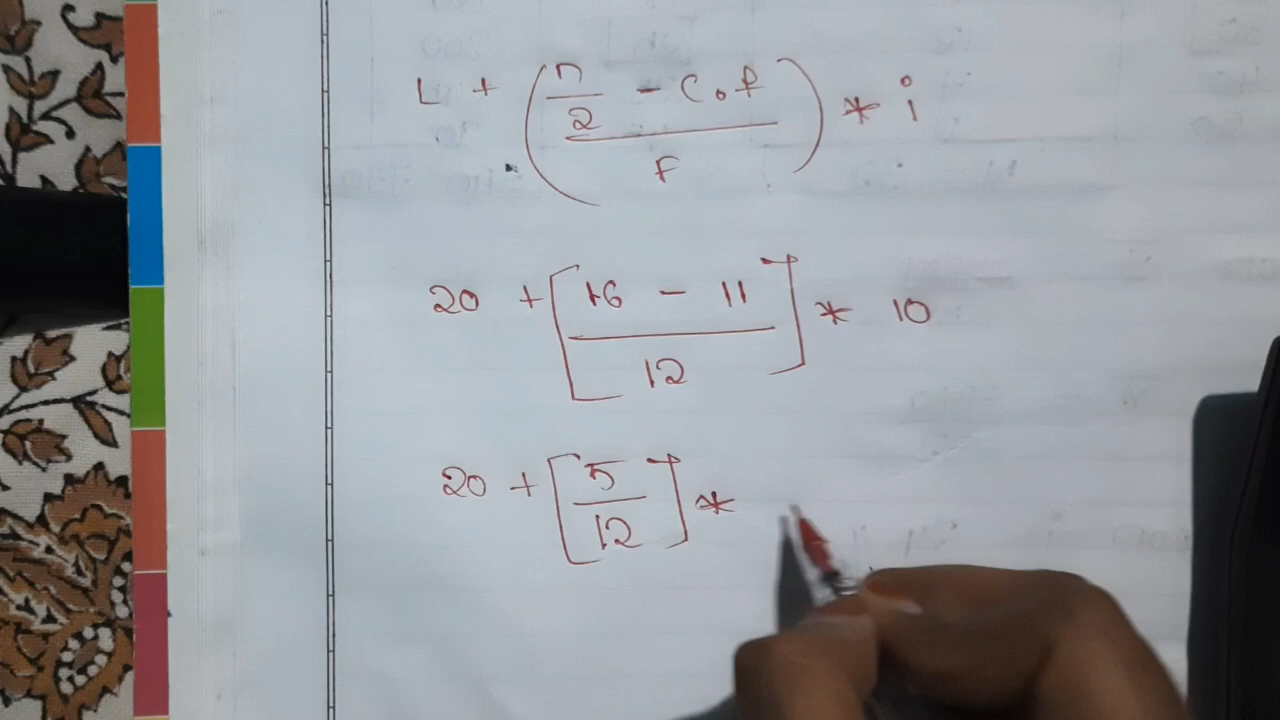 L + ( n/2 - C.f / F ) * i
20 + [ 16 - 11 / 12 ] * 10
20 + [ 5 / 12 ] *